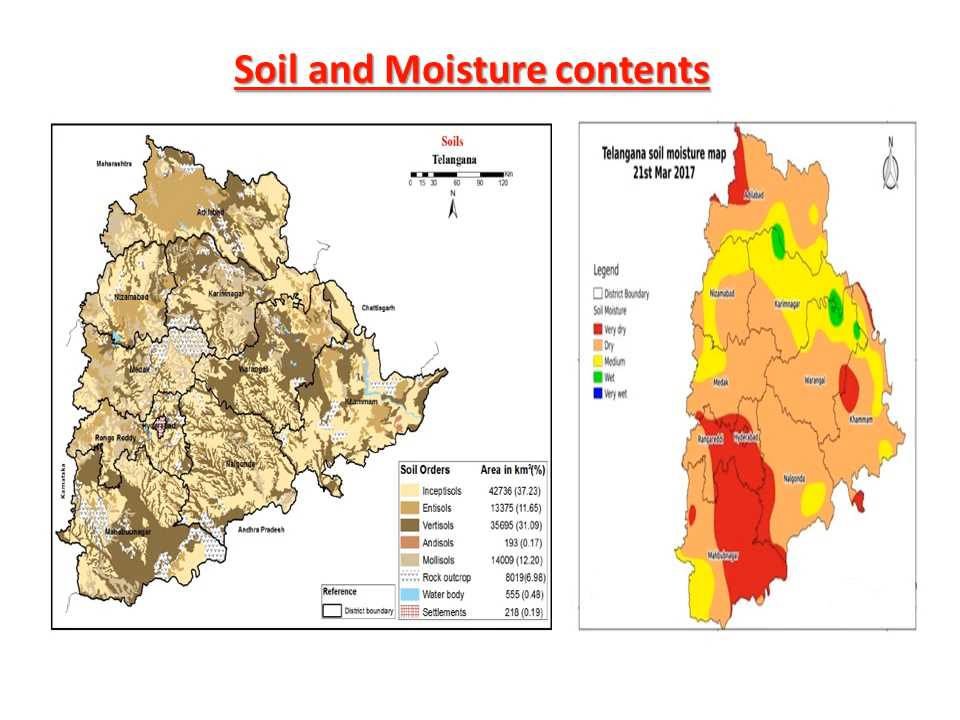 Soil and Moisture contents
Soils
Telangana
Km
0 15 30 60 90 120
N
Maharashtra
Adilabad
Nizamabad
Karimnagar
Chattisgarh
Medak
Warangal
Khammam
Hyderabad
Ranga Reddy
Nalgonda
Karnataka
Mahabubnagar
Andhra Pradesh
Soil Orders Area in km²(%)
Inceptisols 42736 (37.23)
Entisols 13375 (11.65)
Vertisols 35695 (31.09)
Andisols 193 (0.17)
Mollisols 14009 (12.20)
Rock outcrop 8019(6.98)
Water body 555 (0.48)
Settlements 218 (0.19)
Reference
District boundary
Telangana soil moisture map
21st Mar 2017
N
Adilabad
Legend
District Boundary
Soil Moisture
Very dry
Dry
Medium
Wet
Very wet
Nizamabad
Karimnagar
Medak
Warangal
Khammam
Rangareddi
Hyderabad
Nalgonda
Mahbubnagar